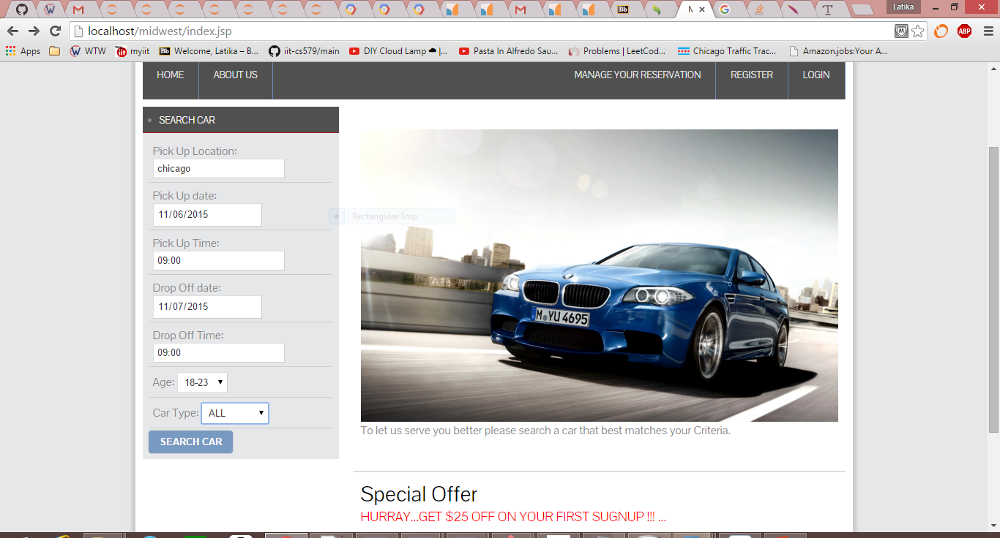 Latika
localhost/midwest/index.jsp
Apps WTW myiit Welcome, Latika – B... iit-cs579/main DIY Cloud Lamp ☁ |... Pasta In Alfredo Sau... Problems | LeetCod... Chicago Traffic Trac... Amazon.jobs:Your A...
HOME ABOUT US MANAGE YOUR RESERVATION REGISTER LOGIN
SEARCH CAR
Pick Up Location:
chicago
Pick Up date:
11/06/2015
Rectangular Snip
Pick Up Time:
09:00
Drop Off date:
11/07/2015
Drop Off Time:
09:00
Age: 18-23
Car Type: ALL
SEARCH CAR
M YU 4695
To let us serve you better please search a car that best matches your Criteria.
Special Offer
HURRAY...GET $25 OFF ON YOUR FIRST SUGNUP !!! ...